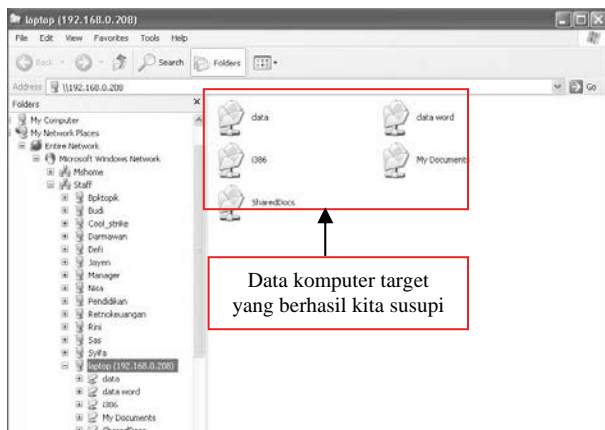 laptop (192.168.0.208)
File Edit View Favorites Tools Help
Back Search Folders
Address \\192.168.0.208 Go
Folders
My Computer
My Network Places
Entire Network
Microsoft Windows Network
Mshome
Staff
Bpktopik
Budi
Cool_strike
Darmawan
Defi
Jayen
Manager
Nisa
Pendidikan
Retnokeuangan
Rini
Sas
Syifa
laptop (192.168.0.208)
data
data word
i386
My Documents
SharedDocs
data
data word
i386
My Documents
SharedDocs
Data komputer target
yang berhasil kita susupi